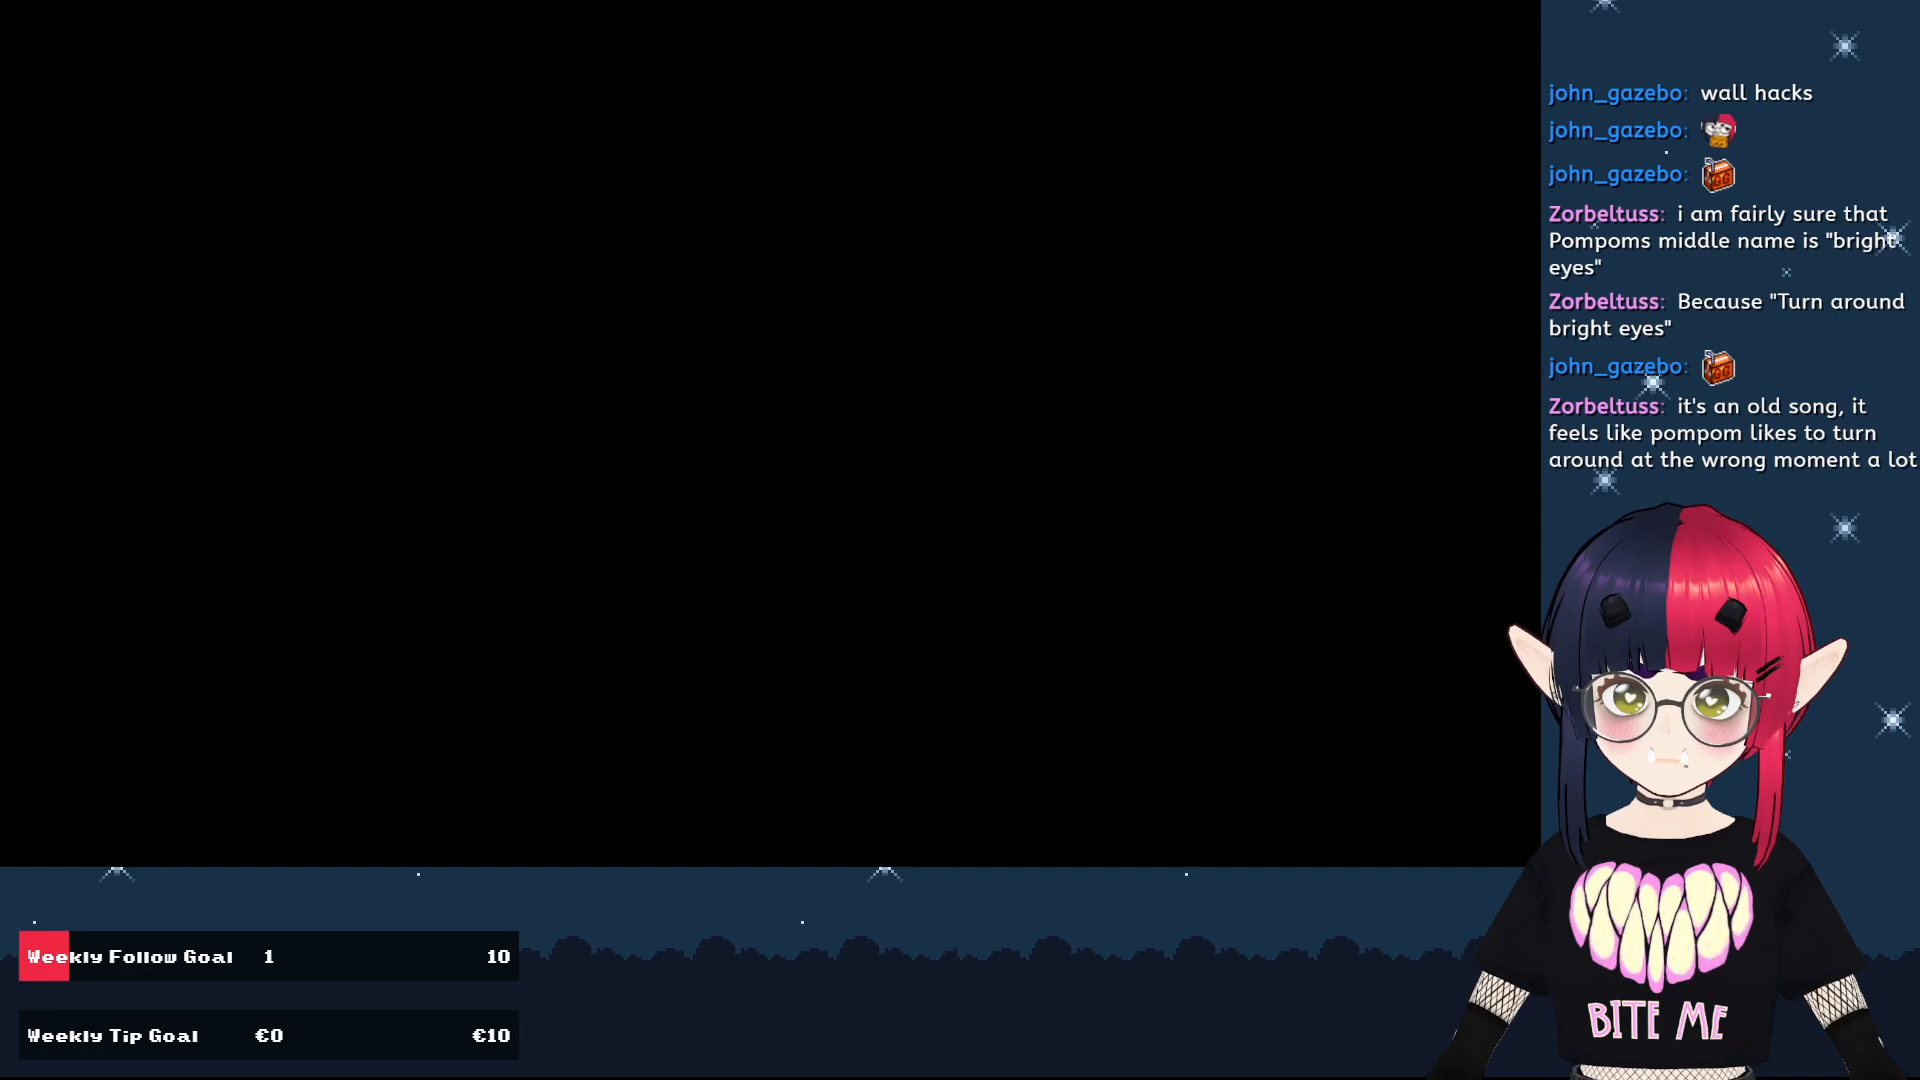 john_gazebo: wall hacks
john_gazebo:
john_gazebo: GG
Zorbeltuss: i am fairly sure that
Pompoms middle name is "bright
eyes"
Zorbeltuss: Because "Turn around
bright eyes"
john_gazebo: GG
Zorbeltuss: it's an old song, it
feels like pompom likes to turn
around at the wrong moment a lot
BITE ME
Weekly Follow Goal 1 10
Weekly Tip Goal €0 €10